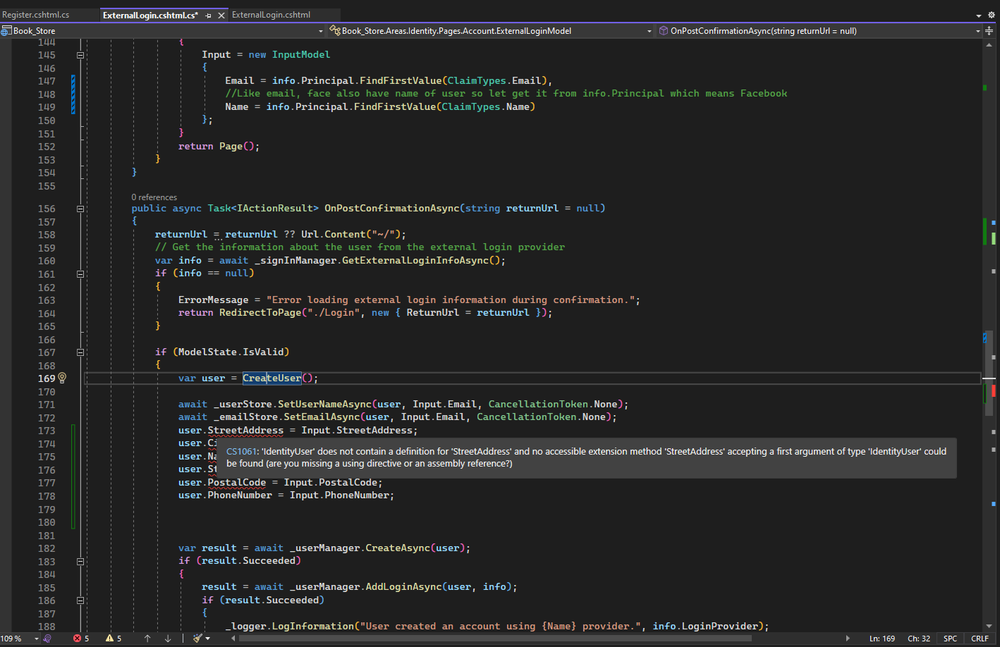 Register.cshtml.cs ExternalLogin.cshtml.cs* ExternalLogin.cshtml
Book_Store Book_Store.Areas.Identity.Pages.Account.ExternalLoginModel OnPostConfirmationAsync(string returnUrl = null)
144 {
145 Input = new InputModel
146 {
147 Email = info.Principal.FindFirstValue(ClaimTypes.Email),
148 //Like email, face also have name of user so let get it from info.Principal which means Facebook
149 Name = info.Principal.FindFirstValue(ClaimTypes.Name)
150 };
151 }
152 return Page();
153 }
154 }
155
0 references
156 public async Task<IActionResult> OnPostConfirmationAsync(string returnUrl = null)
157 {
158 returnUrl = returnUrl ?? Url.Content("~/");
159 // Get the information about the user from the external login provider
160 var info = await _signInManager.GetExternalLoginInfoAsync();
161 if (info == null)
162 {
163 ErrorMessage = "Error loading external login information during confirmation.";
164 return RedirectToPage("./Login", new { ReturnUrl = returnUrl });
165 }
166
167 if (ModelState.IsValid)
168 {
169 var user = CreateUser();
170
171 await _userStore.SetUserNameAsync(user, Input.Email, CancellationToken.None);
172 await _emailStore.SetEmailAsync(user, Input.Email, CancellationToken.None);
173 user.StreetAddress = Input.StreetAddress;
174 user.Ci
CS1061: 'IdentityUser' does not contain a definition for 'StreetAddress' and no accessible extension method 'StreetAddress' accepting a first argument of type 'IdentityUser' could
175 user.Na
be found (are you missing a using directive or an assembly reference?)
176 user.St
177 user.PostalCode = Input.PostalCode;
178 user.PhoneNumber = Input.PhoneNumber;
179
180
181
182 var result = await _userManager.CreateAsync(user);
183 if (result.Succeeded)
184 {
185 result = await _userManager.AddLoginAsync(user, info);
186 if (result.Succeeded)
187 {
188 _logger.LogInformation("User created an account using {Name} provider.", info.LoginProvider);
109 % 5 5 Ln: 169 Ch: 32 SPC CRLF